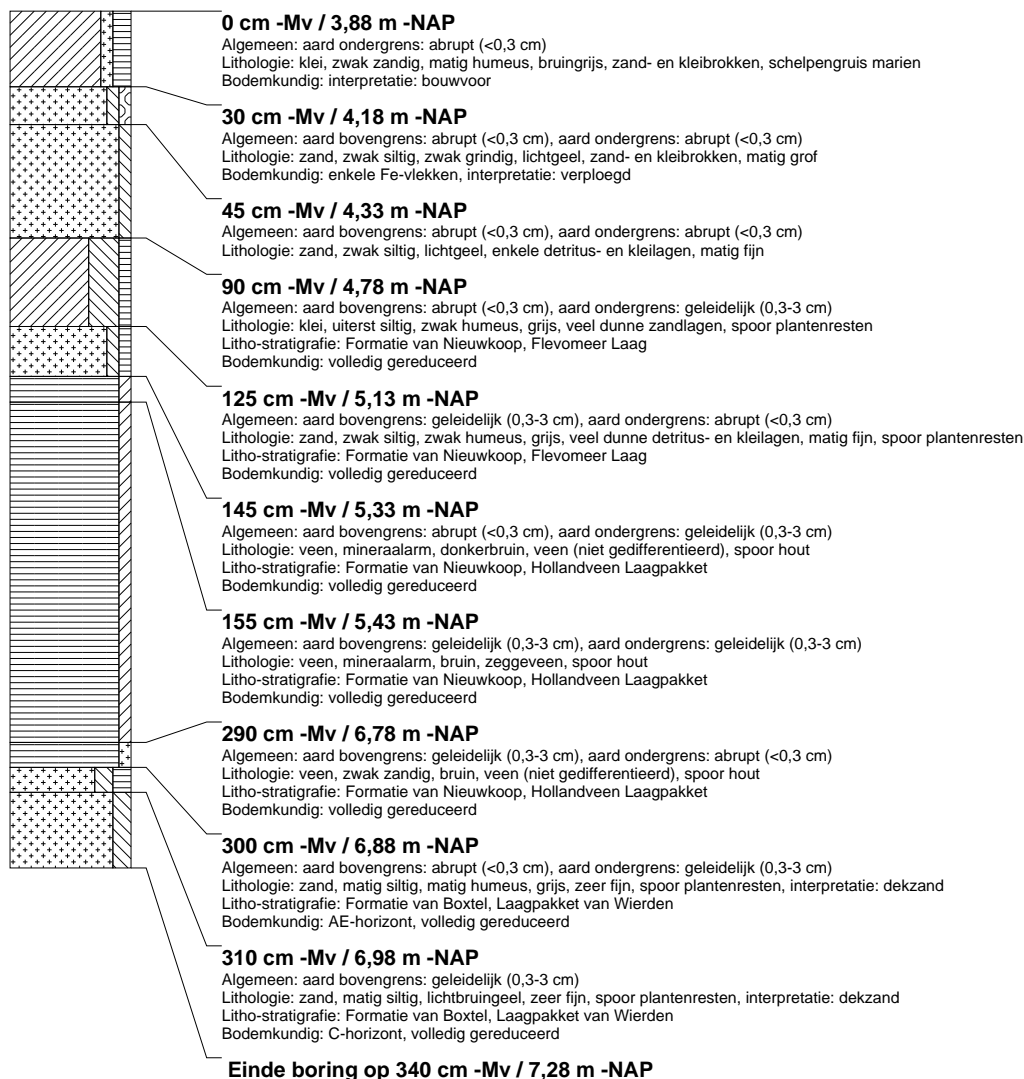 0 cm -Mv / 3,88 m -NAP
Algemeen: aard ondergrens: abrupt (<0,3 cm)
Lithologie: klei, zwak zandig, matig humeus, bruingrijs, zand- en kleibrokken, schelpengruis marien
Bodemkundig: interpretatie: bouwvoor
30 cm -Mv / 4,18 m -NAP
Algemeen: aard bovengrens: abrupt (<0,3 cm), aard ondergrens: abrupt (<0,3 cm)
Lithologie: zand, zwak siltig, zwak grindig, lichtgeel, zand- en kleibrokken, matig grof
Bodemkundig: enkele Fe-vlekken, interpretatie: verploegd
45 cm -Mv / 4,33 m -NAP
Algemeen: aard bovengrens: abrupt (<0,3 cm), aard ondergrens: abrupt (<0,3 cm)
Lithologie: zand, zwak siltig, lichtgeel, enkele detritus- en kleilagen, matig fijn
90 cm -Mv / 4,78 m -NAP
Algemeen: aard bovengrens: abrupt (<0,3 cm), aard ondergrens: geleidelijk (0,3-3 cm)
Lithologie: klei, uiterst siltig, zwak humeus, grijs, veel dunne zandlagen, spoor plantenresten
Litho-stratigrafie: Formatie van Nieuwkoop, Flevomeer Laag
Bodemkundig: volledig gereduceerd
125 cm -Mv / 5,13 m -NAP
Algemeen: aard bovengrens: geleidelijk (0,3-3 cm), aard ondergrens: abrupt (<0,3 cm)
Lithologie: zand, zwak siltig, zwak humeus, grijs, veel dunne detritus- en kleilagen, matig fijn, spoor plantenresten
Litho-stratigrafie: Formatie van Nieuwkoop, Flevomeer Laag
Bodemkundig: volledig gereduceerd
145 cm -Mv / 5,33 m -NAP
Algemeen: aard bovengrens: abrupt (<0,3 cm), aard ondergrens: geleidelijk (0,3-3 cm)
Lithologie: veen, mineraalarm, donkerbruin, veen (niet gedifferentieerd), spoor hout
Litho-stratigrafie: Formatie van Nieuwkoop, Hollandveen Laagpakket
Bodemkundig: volledig gereduceerd
155 cm -Mv / 5,43 m -NAP
Algemeen: aard bovengrens: geleidelijk (0,3-3 cm), aard ondergrens: geleidelijk (0,3-3 cm)
Lithologie: veen, mineraalarm, bruin, zeggeveen, spoor hout
Litho-stratigrafie: Formatie van Nieuwkoop, Hollandveen Laagpakket
Bodemkundig: volledig gereduceerd
290 cm -Mv / 6,78 m -NAP
Algemeen: aard bovengrens: geleidelijk (0,3-3 cm), aard ondergrens: abrupt (<0,3 cm)
Lithologie: veen, zwak zandig, bruin, veen (niet gedifferentieerd), spoor hout
Litho-stratigrafie: Formatie van Nieuwkoop, Hollandveen Laagpakket
Bodemkundig: volledig gereduceerd
300 cm -Mv / 6,88 m -NAP
Algemeen: aard bovengrens: abrupt (<0,3 cm), aard ondergrens: geleidelijk (0,3-3 cm)
Lithologie: zand, matig siltig, matig humeus, grijs, zeer fijn, spoor plantenresten, interpretatie: dekzand
Litho-stratigrafie: Formatie van Boxtel, Laagpakket van Wierden
Bodemkundig: AE-horizont, volledig gereduceerd
310 cm -Mv / 6,98 m -NAP
Algemeen: aard bovengrens: geleidelijk (0,3-3 cm)
Lithologie: zand, matig siltig, lichtbruingeel, zeer fijn, spoor plantenresten, interpretatie: dekzand
Litho-stratigrafie: Formatie van Boxtel, Laagpakket van Wierden
Bodemkundig: C-horizont, volledig gereduceerd
Einde boring op 340 cm -Mv / 7,28 m -NAP